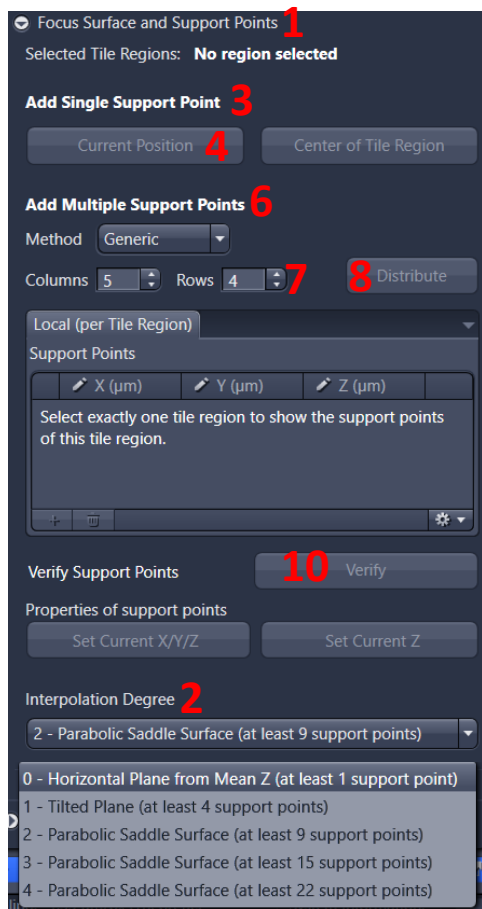 Focus Surface and Support Points 1
Selected Tile Regions: No region selected
Add Single Support Point 3
Current Position 4 Center of Tile Region
Add Multiple Support Points 6
Method Generic
Columns 5 Rows 4 7 8 Distribute
Local (per Tile Region)
Support Points
X (µm) Y (µm) Z (µm)
Select exactly one tile region to show the support points
of this tile region.
Verify Support Points 10 Verify
Properties of support points
Set Current X/Y/Z Set Current Z
Interpolation Degree 2
2 - Parabolic Saddle Surface (at least 9 support points)
0 - Horizontal Plane from Mean Z (at least 1 support point)
1 - Tilted Plane (at least 4 support points)
2 - Parabolic Saddle Surface (at least 9 support points)
3 - Parabolic Saddle Surface (at least 15 support points)
4 - Parabolic Saddle Surface (at least 22 support points)